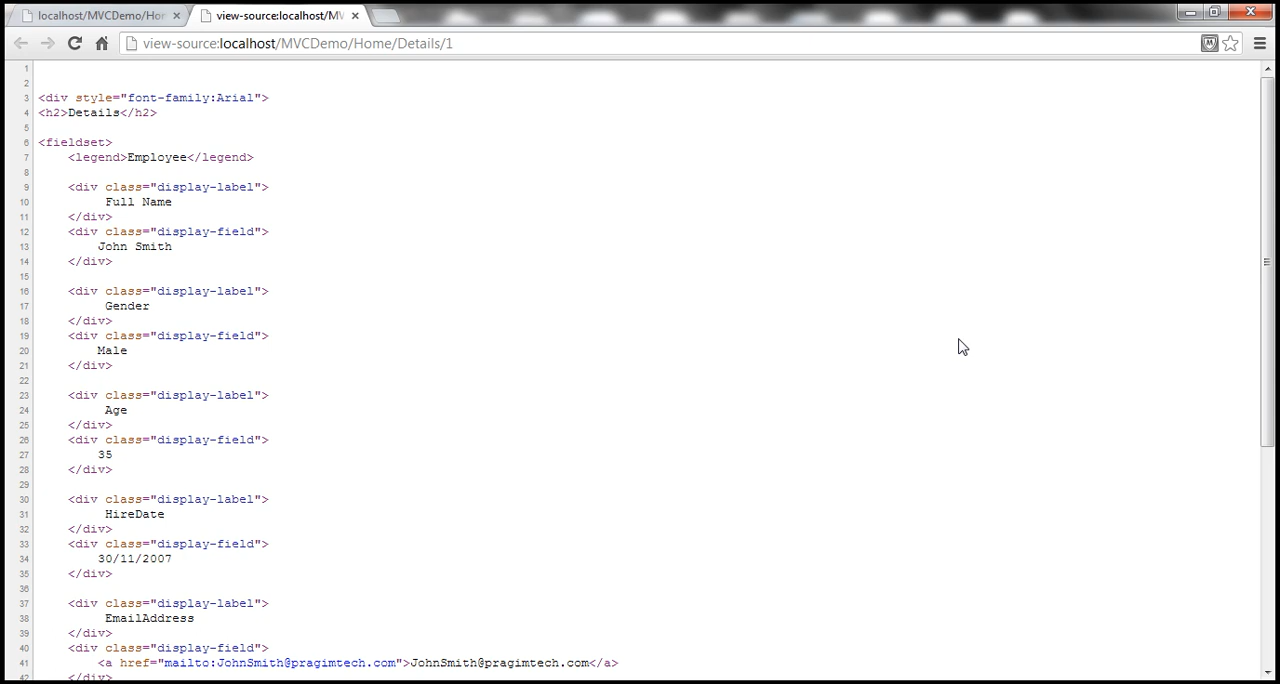 localhost/MVCDemo/Ho
view-source:localhost/MV
view-source:localhost/MVCDemo/Home/Details/1
1
2
3 <div style="font-family:Arial">
4 <h2>Details</h2>
5
6 <fieldset>
7 <legend>Employee</legend>
8
9 <div class="display-label">
10 Full Name
11 </div>
12 <div class="display-field">
13 John Smith
14 </div>
15
16 <div class="display-label">
17 Gender
18 </div>
19 <div class="display-field">
20 Male
21 </div>
22
23 <div class="display-label">
24 Age
25 </div>
26 <div class="display-field">
27 35
28 </div>
29
30 <div class="display-label">
31 HireDate
32 </div>
33 <div class="display-field">
34 30/11/2007
35 </div>
36
37 <div class="display-label">
38 EmailAddress
39 </div>
40 <div class="display-field">
41 <a href="mailto:JohnSmith@pragimtech.com">JohnSmith@pragimtech.com</a>
42 </div>